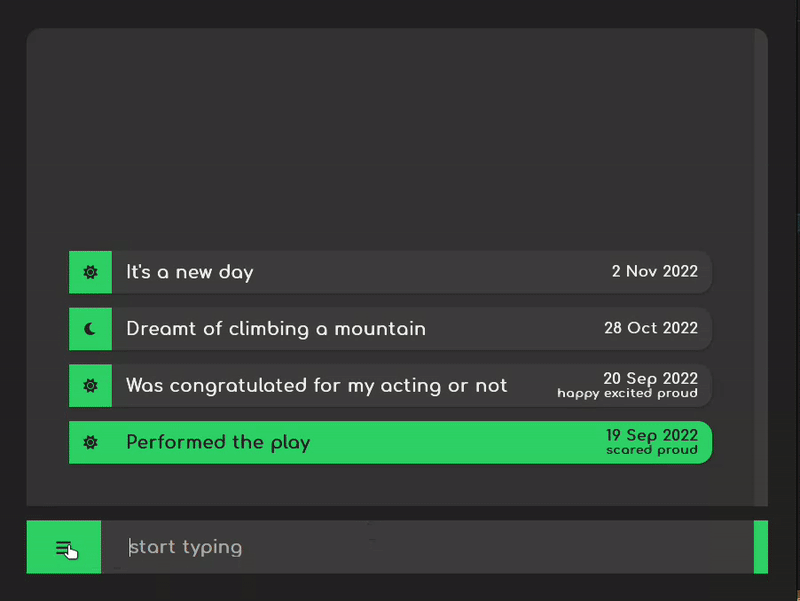 It's a new day
2 Nov 2022
Dreamt of climbing a mountain
28 Oct 2022
Was congratulated for my acting or not
20 Sep 2022
happy excited proud
Performed the play
19 Sep 2022
scared proud
start typing